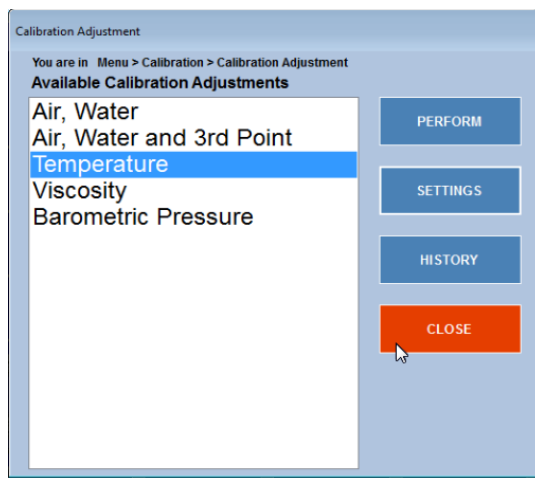 Calibration Adjustment
You are in Menu > Calibration > Calibration Adjustment
Available Calibration Adjustments
Air, Water
Air, Water and 3rd Point
Temperature
Viscosity
Barometric Pressure
PERFORM
SETTINGS
HISTORY
CLOSE